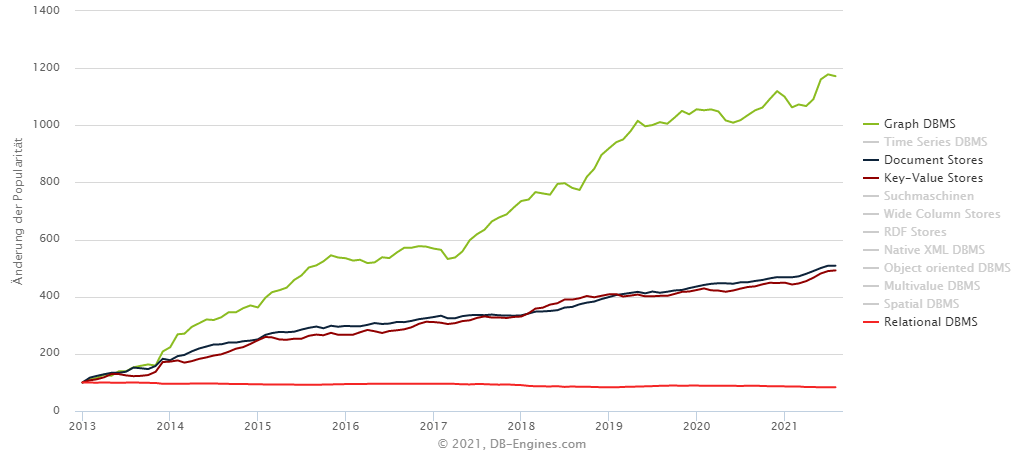 1400
1200
1000
800
600
400
200
0
Änderung der Popularität
2013 2014 2015 2016 2017 2018 2019 2020 2021
© 2021, DB-Engines.com
Graph DBMS
Time Series DBMS
Document Stores
Key-Value Stores
Suchmaschinen
Wide Column Stores
RDF Stores
Native XML DBMS
Object oriented DBMS
Multivalue DBMS
Spatial DBMS
Relational DBMS